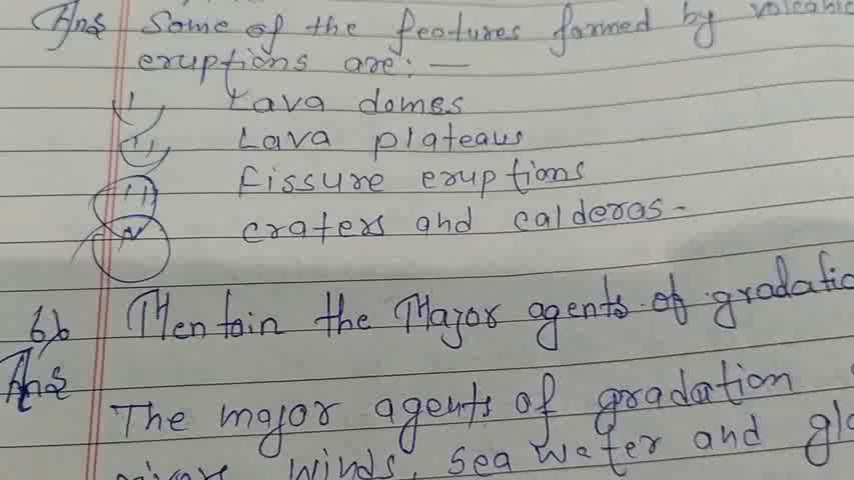 Ans Some of the features formed by volcanic
eruptions are:—
(i) Lava domes
(ii) Lava plateaus
(iii) Fissure eruptions
(iv) craters and calderas-
6) Mentoin the Major agents of gradatio
Ans
The major agents of gradation
winds, sea water and gla